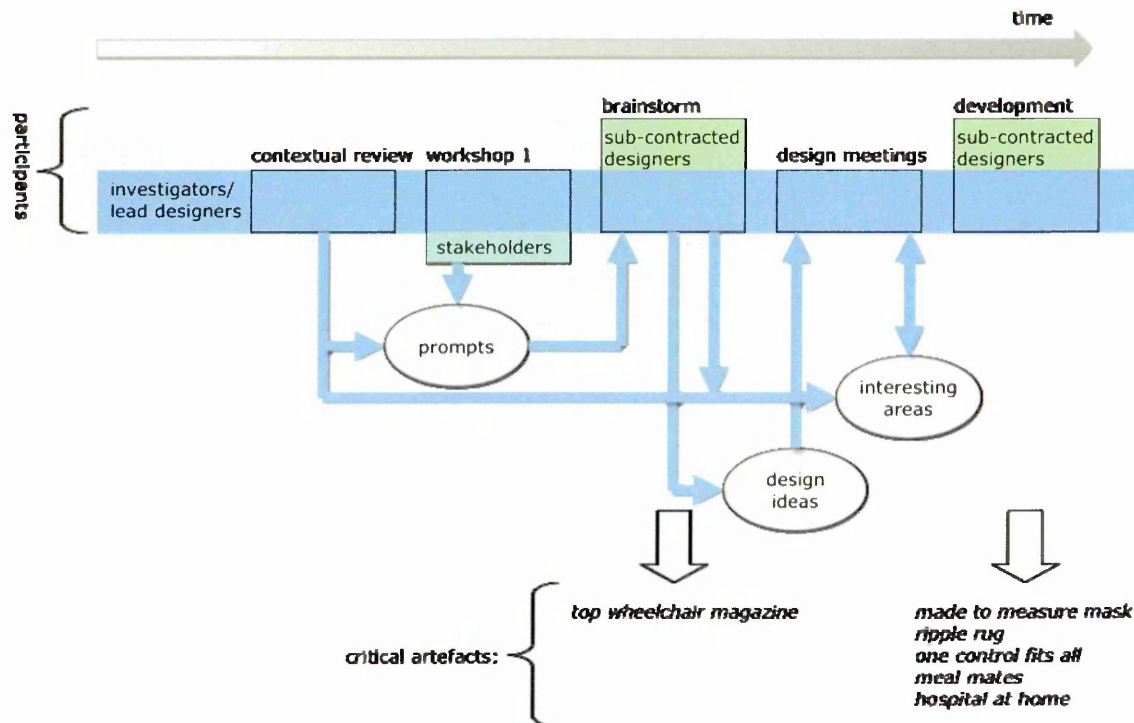 time
participants
brainstorm
development
sub-contracted
designers
sub-contracted
designers
contextual review
workshop 1
design meetings
investigators/
lead designers
stakeholders
prompts
interesting
areas
design
ideas
critical artefacts:
top wheelchair magazine
made to measure mask
ripple rug
one control fits all
meal mates
hospital at home